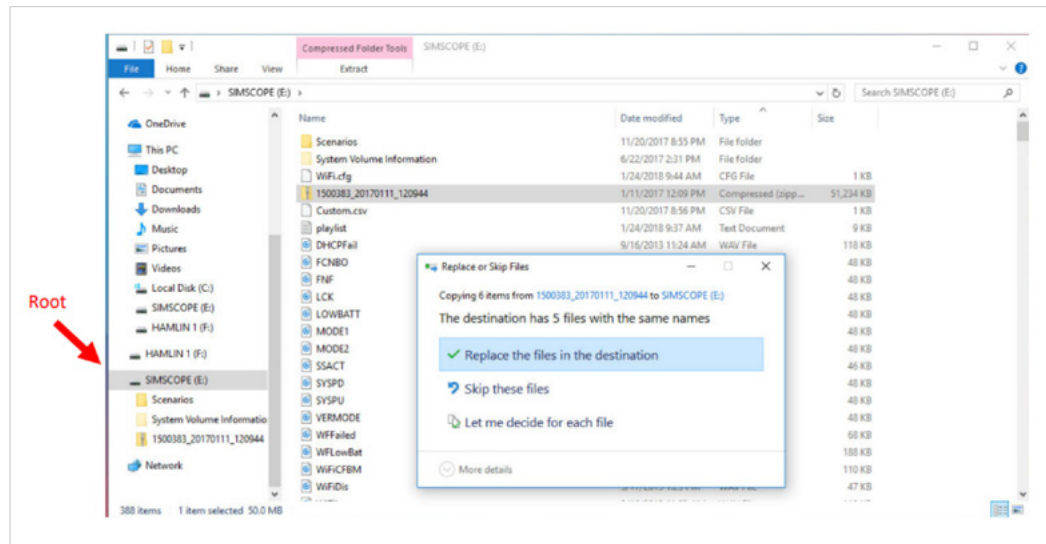 Compressed Folder Tools SIMSCOPE (E:)
File Home Share View Extract
SIMSCOPE (E:) Search SIMSCOPE (E:)
Name Date modified Type Size
OneDrive
This PC
Desktop
Documents
Downloads
Music
Pictures
Videos
Local Disk (C:)
SIMSCOPE (E:)
HAMLIN 1 (F:)
HAMLIN 1 (F:)
SIMSCOPE (E:)
Scenarios
System Volume Informatio
1500383_20170111_120944
Network
Root
Scenarios 11/20/2017 8:55 PM File folder
System Volume Information 6/22/2017 2:31 PM File folder
WiFi.cfg 1/24/2018 9:44 AM CFG File 1 KB
1500383_20170111_120944 1/11/2017 12:09 PM Compressed (zipp... 51,234 KB
Custom.csv 11/20/2017 8:56 PM CSV File 1 KB
playlist 1/24/2018 9:37 AM Text Document 9 KB
DHCPFail 9/16/2013 11:24 AM WAV File 118 KB
FCNBO 48 KB
FNF 48 KB
LCK 48 KB
LOWBATT 48 KB
MODE1 48 KB
MODE2 48 KB
SSACT 46 KB
SYSPD 48 KB
SYSPU 48 KB
VERMODE 48 KB
WFFailed 68 KB
WFLowBat 188 KB
WiFiCFBM 110 KB
WiFiDis 47 KB
Replace or Skip Files
Copying 6 items from 1500383_20170111_120944 to SIMSCOPE (E:)
The destination has 5 files with the same names
Replace the files in the destination
Skip these files
Let me decide for each file
More details
388 items 1 item selected 50.0 MB